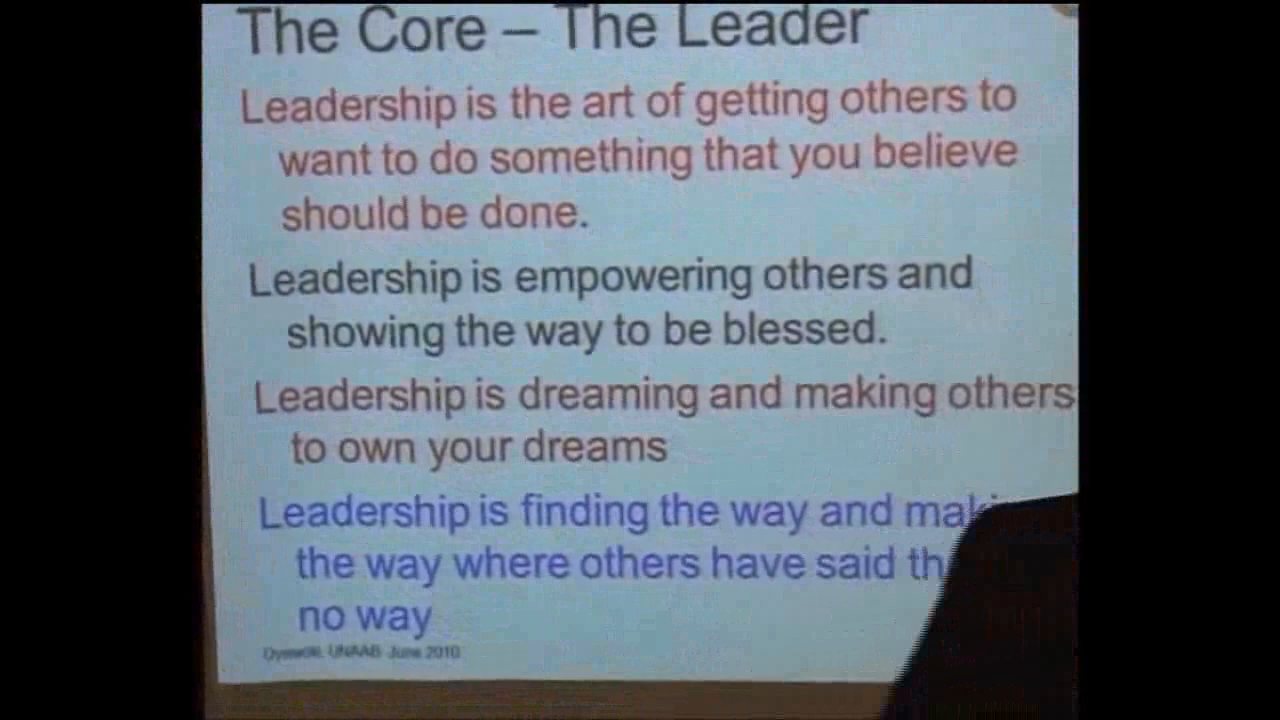 The Core – The Leader
Leadership is the art of getting others to
want to do something that you believe
should be done.
Leadership is empowering others and
showing the way to be blessed.
Leadership is dreaming and making others
to own your dreams
Leadership is finding the way and
the way where others have said
no way
UNAAB June 2010